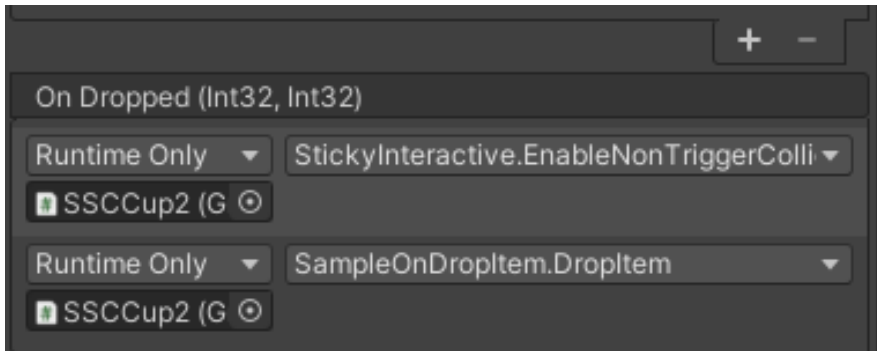 + −
On Dropped (Int32, Int32)
Runtime Only StickyInteractive.EnableNonTriggerColli
SSCCup2 (G
Runtime Only SampleOnDropItem.DropItem
SSCCup2 (G